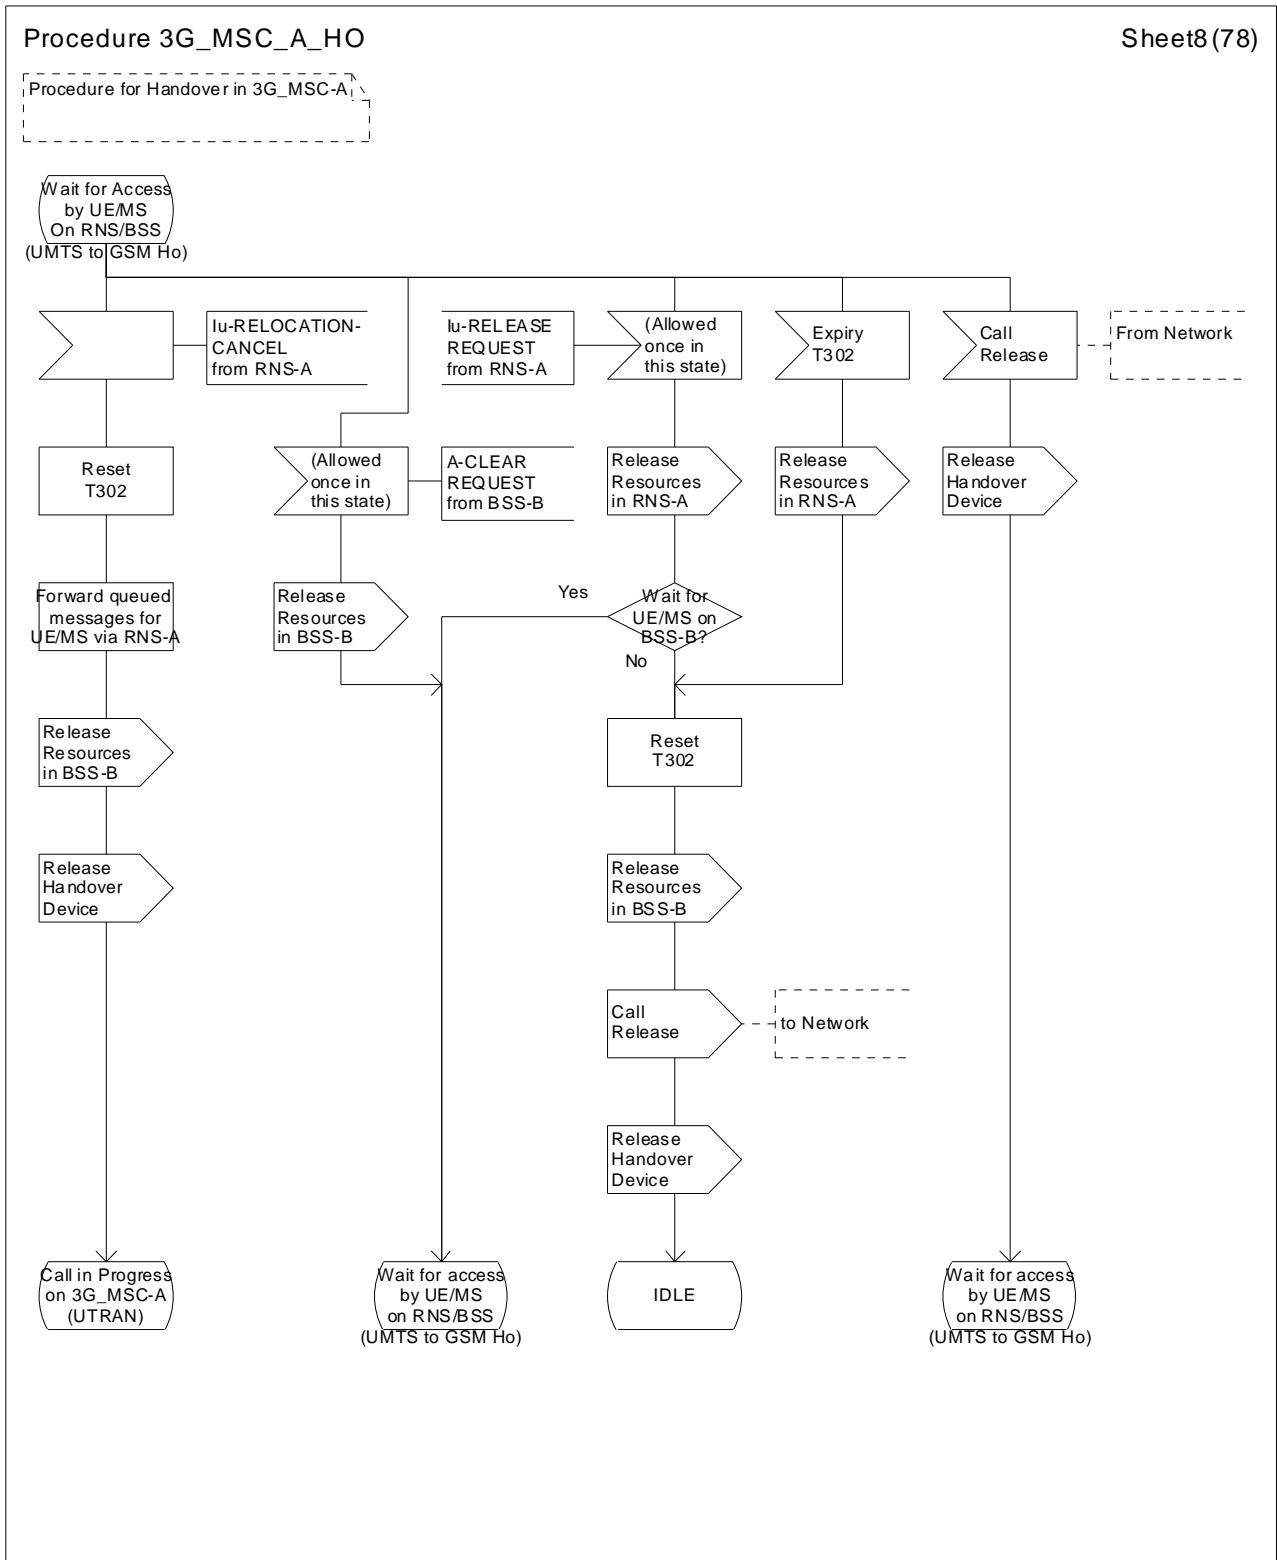 Procedure 3G_MSC_A_HO
Sheet8(78)
Procedure for Handover in 3G_MSC-A
Wait for Access
by UE/MS
On RNS/BSS
(UMTS to GSM Ho)
Iu-RELOCATION-
CANCEL
from RNS-A
Iu-RELEASE
REQUEST
from RNS-A
(Allowed
once in
this state)
Expiry
T302
Call
Release
From Network
Reset
T302
(Allowed
once in
this state)
A-CLEAR
REQUEST
from BSS-B
Release
Resources
in RNS-A
Release
Resources
in RNS-A
Release
Handover
Device
Forward queued
messages for
UE/MS via RNS-A
Release
Resources
in BSS-B
Yes
Wait for
UE/MS on
BSS-B?
No
Release
Resources
in BSS-B
Reset
T302
Release
Handover
Device
Release
Resources
in BSS-B
Call
Release
to Network
Release
Handover
Device
Call in Progress
on 3G_MSC-A
(UTRAN)
Wait for access
by UE/MS
on RNS/BSS
(UMTS to GSM Ho)
IDLE
Wait for access
by UE/MS
on RNS/BSS
(UMTS to GSM Ho)